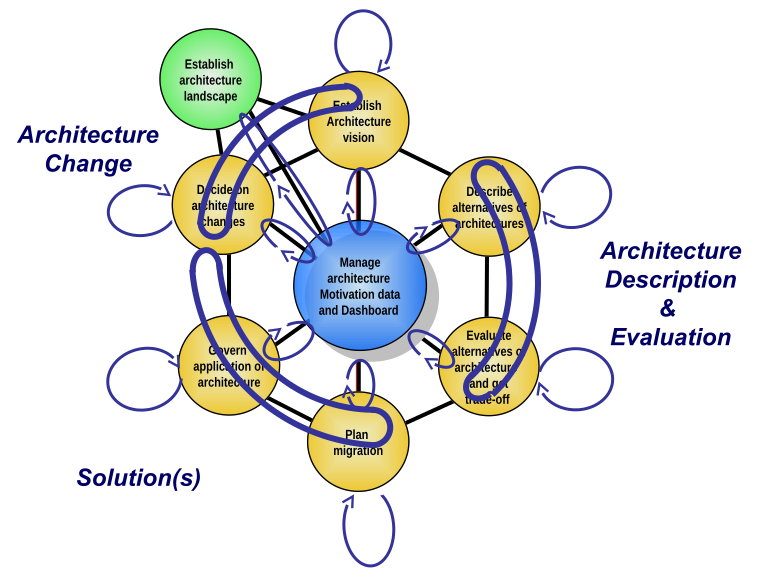 Establish
architecture
landscape
Establish
Architecture
vision
Architecture
Change
Decide on
architecture
changes
Describe
alternatives of
architectures
Manage
architecture
Motivation data
and Dashboard
Architecture
Description
&
Evaluation
Govern
application of
architecture
Evaluate
alternatives of
architecture
and get
trade-off
Plan
migration
Solution(s)